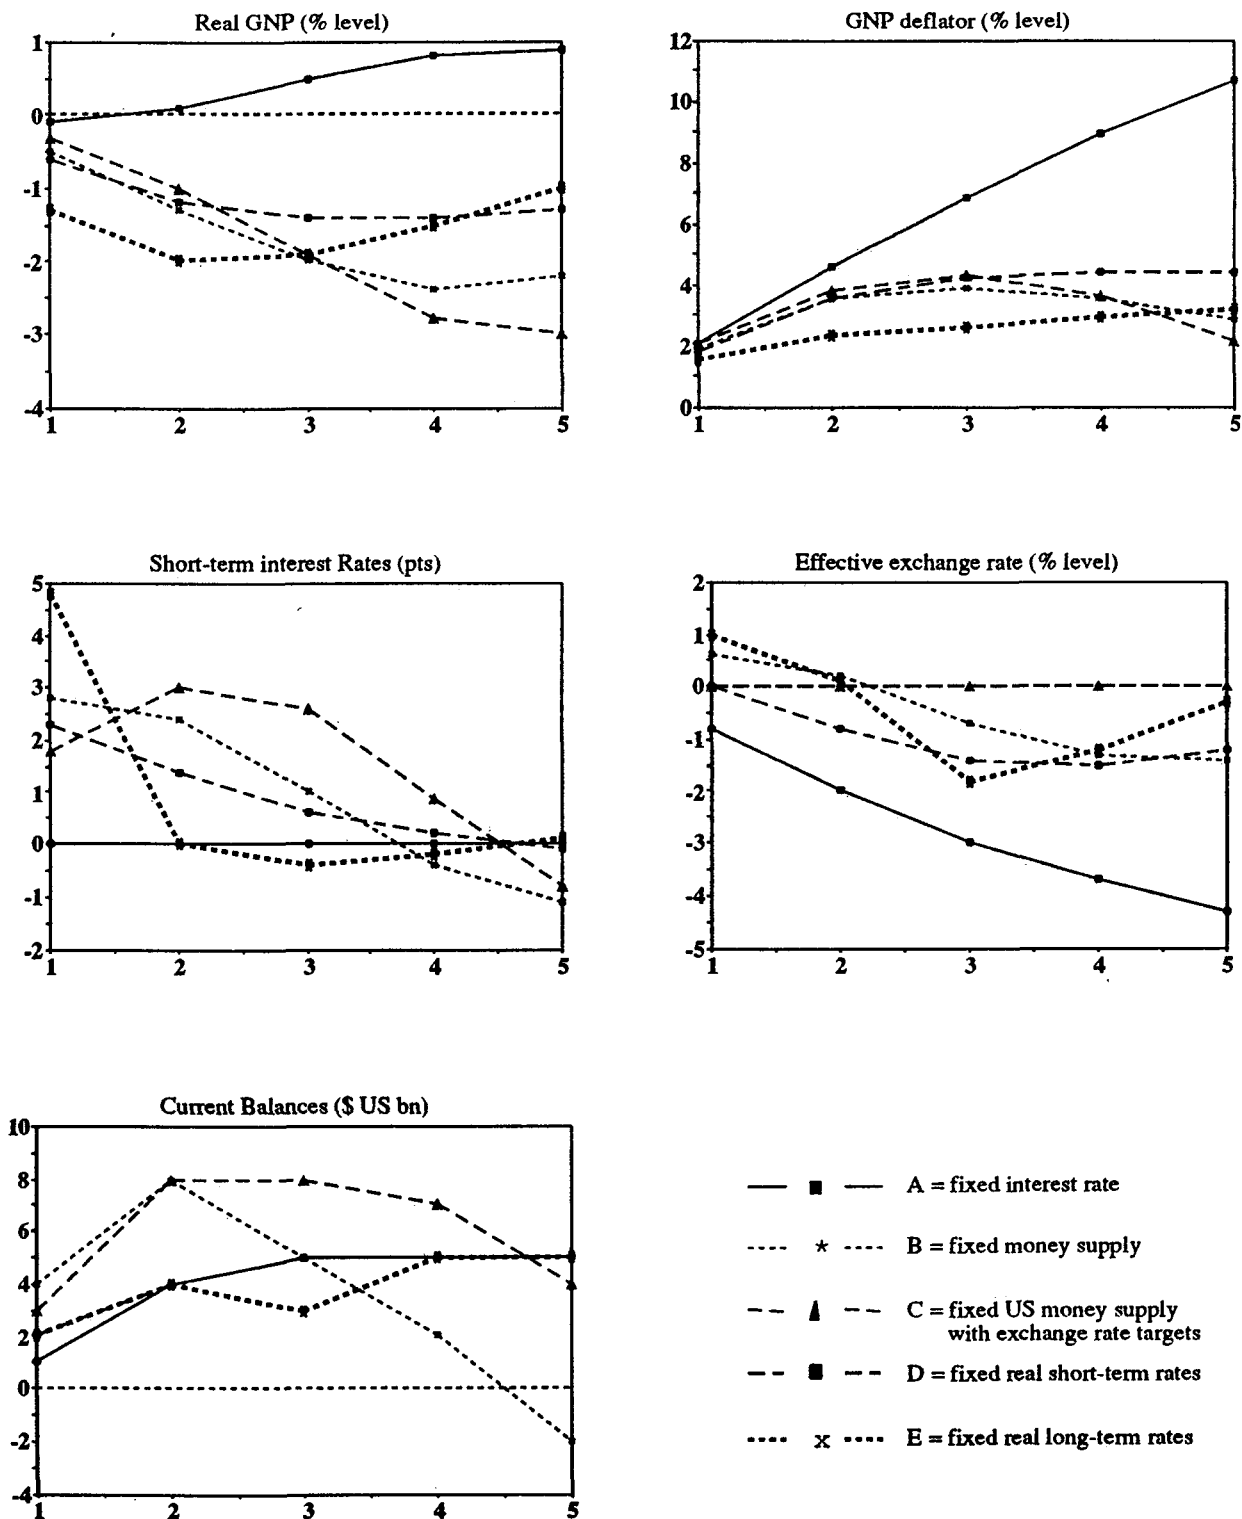 Real GNP (% level)
1
0
-1
-2
-3
-4
1 2 3 4 5
GNP deflator (% level)
12
10
8
6
4
2
0
1 2 3 4 5
Short-term interest Rates (pts)
5
4
3
2
1
0
-1
-2
1 2 3 4 5
Effective exchange rate (% level)
2
1
0
-1
-2
-3
-4
-5
1 2 3 4 5
Current Balances ($ US bn)
10
8
6
4
2
0
-2
-4
1 2 3 4 5
A = fixed interest rate
B = fixed money supply
C = fixed US money supply
with exchange rate targets
D = fixed real short-term rates
E = fixed real long-term rates